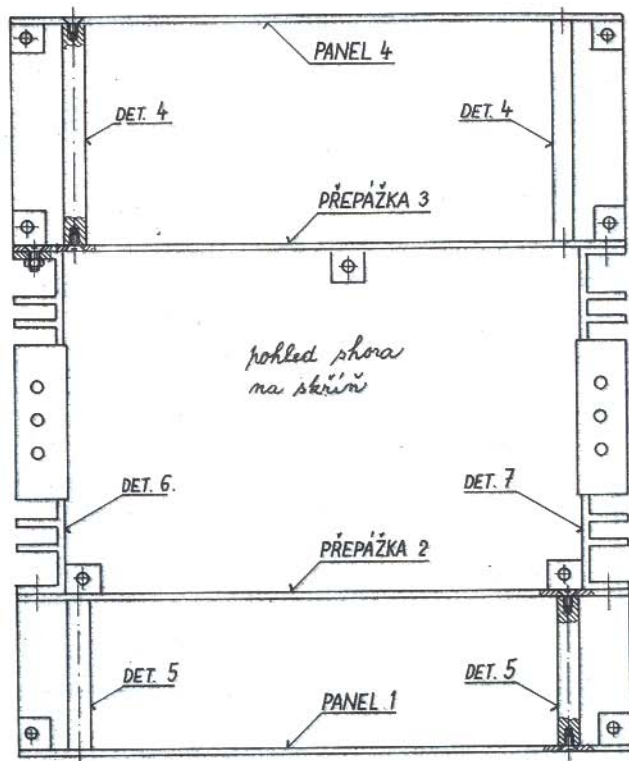 PANEL 4
DET. 4
DET. 4
PŘEPÁŽKA 3
pohled shora
na skříň
DET. 6.
DET. 7
PŘEPÁŽKA 2
DET. 5
DET. 5
PANEL 1